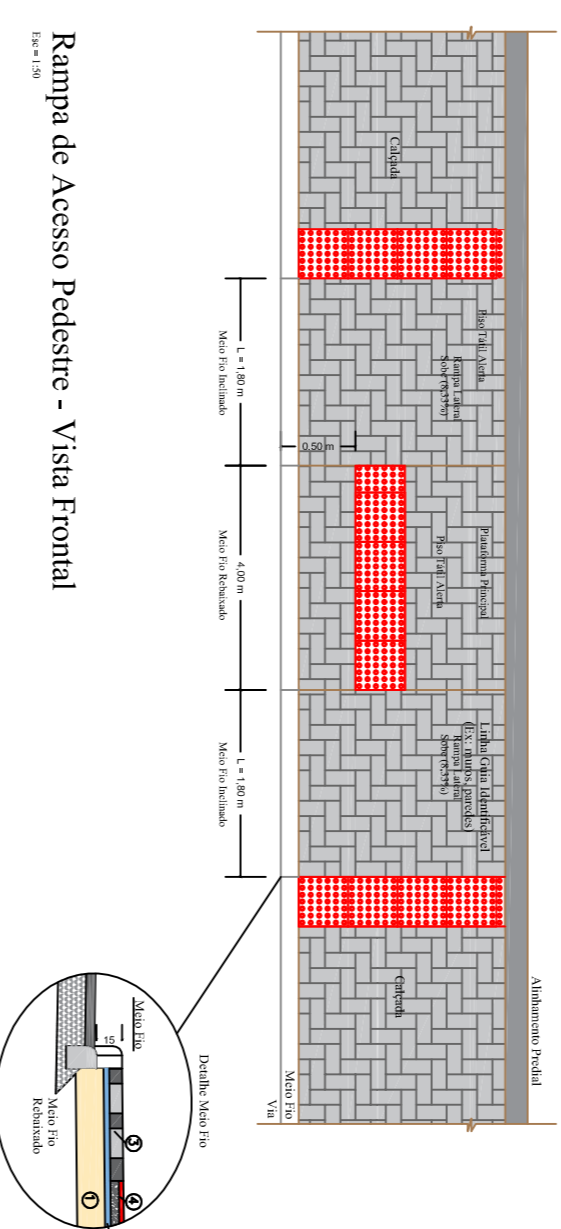 Alinhamento Predial
Calçada
Piso Tátil Alerta
Rampa Lateral
Sobe (8,33%)
Plataforma Principal
Piso Tátil Alerta
Linha Guia Identificável
(Ex: muros, paredes)
Rampa Lateral
Sobe (8,33%)
Calçada
0.50 m
Meio Fio
Via
L = 1,80 m
Meio Fio Inclinado
4,00 m
Meio Fio Rebaixado
L = 1,80 m
Meio Fio Inclinado
Detalhe Meio Fio
Meio Fio
15
Meio Fio
Rebaixado
3
4
1
Rampa de Acesso Pedestre - Vista Frontal
Esc = 1:50